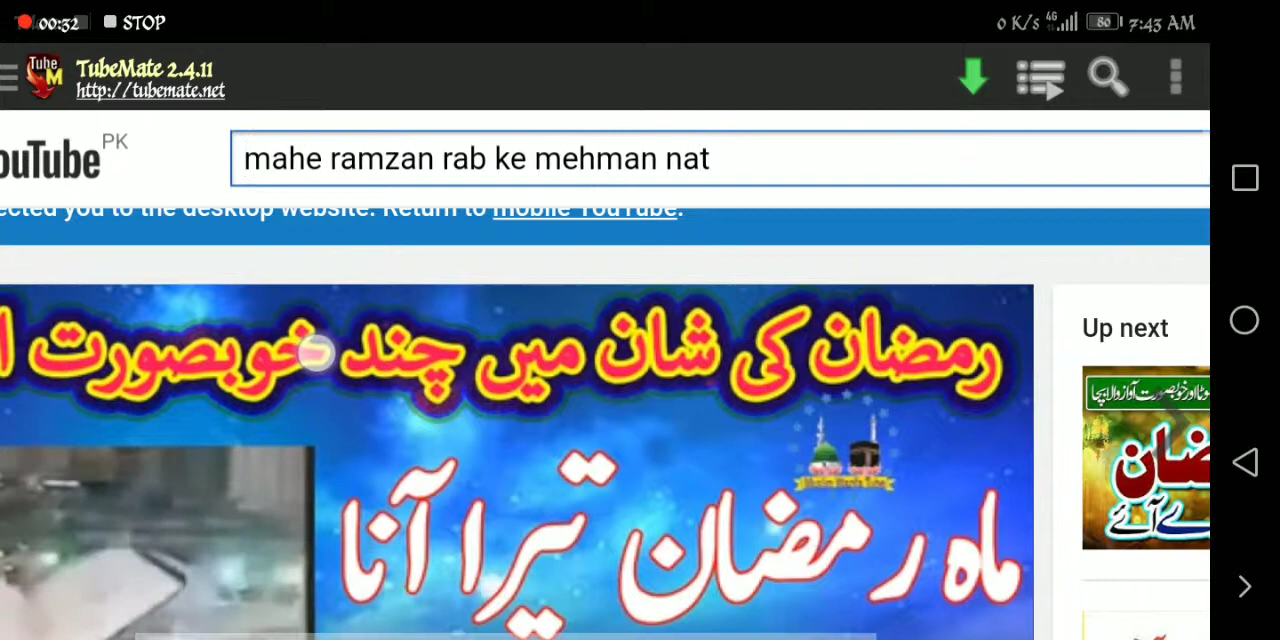 00:32 STOP 0 K/s 4G 80 7:43 AM
TubeMate 2.4.11
http://tubemate.net
ouTube PK
mahe ramzan rab ke mehman nat
ected you to the desktop website. Return to mobile YouTube.
رمضان کی شان میں چند خوبصورت ا
ماہ رمضان تیرا آنا
Up next